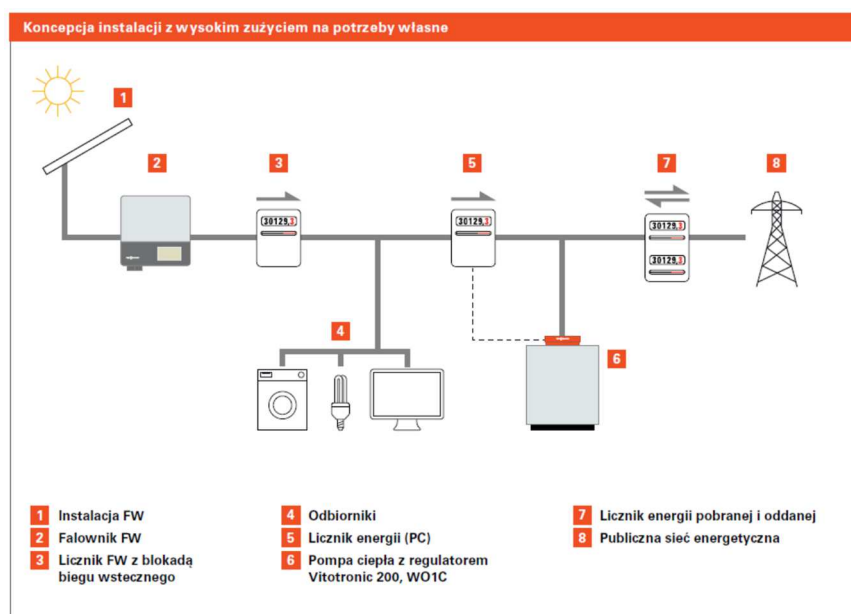 Koncepcja instalacji z wysokim zużyciem na potrzeby własne
1
2
3
5
7
8
30129,3
30129,3
30129,3
30129,3
4
6
1 Instalacja FW
2 Falownik FW
3 Licznik FW z blokadą
biegu wstecznego
4 Odbiorniki
5 Licznik energii (PC)
6 Pompa ciepła z regulatorem
Vitotronic 200, WO1C
7 Licznik energii pobranej i oddanej
8 Publiczna sieć energetyczna